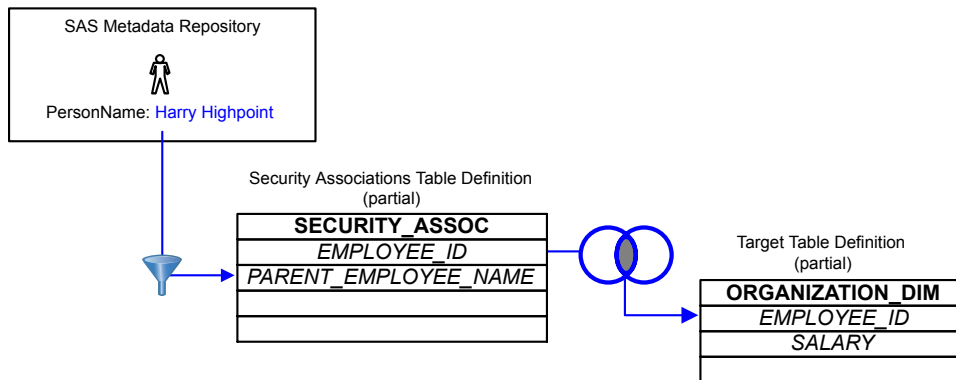 SAS Metadata Repository
PersonName: Harry Highpoint
Security Associations Table Definition
(partial)
SECURITY_ASSOC
EMPLOYEE_ID
PARENT_EMPLOYEE_NAME
Target Table Definition
(partial)
ORGANIZATION_DIM
EMPLOYEE_ID
SALARY